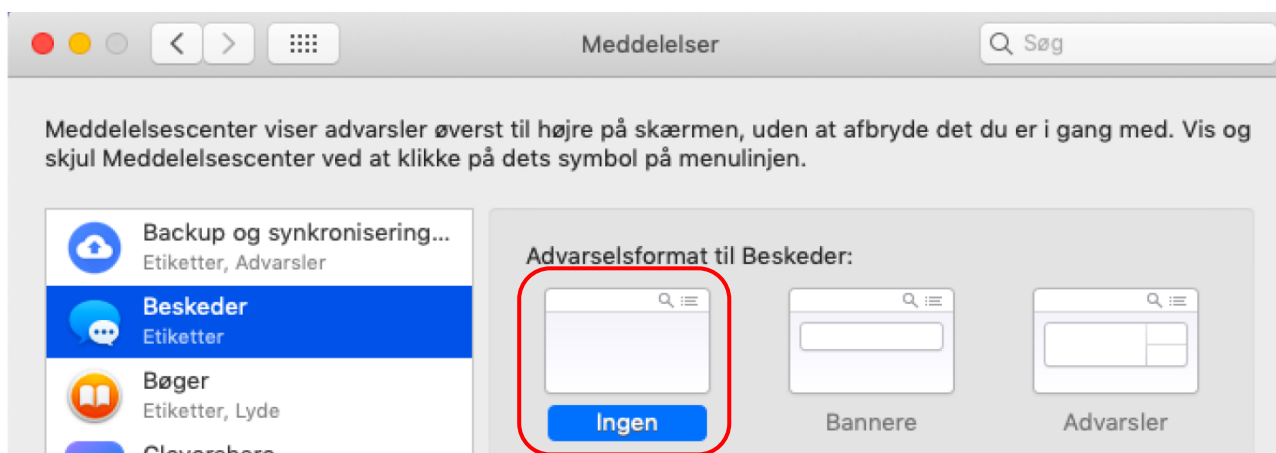 Meddelelser
Søg
Meddelelsescenter viser advarsler øverst til højre på skærmen, uden at afbryde det du er i gang med. Vis og
skjul Meddelelsescenter ved at klikke på dets symbol på menulinjen.
Backup og synkronisering...
Etiketter, Advarsler
Beskeder
Etiketter
Bøger
Etiketter, Lyde
Advarselsformat til Beskeder:
Ingen
Bannere
Advarsler